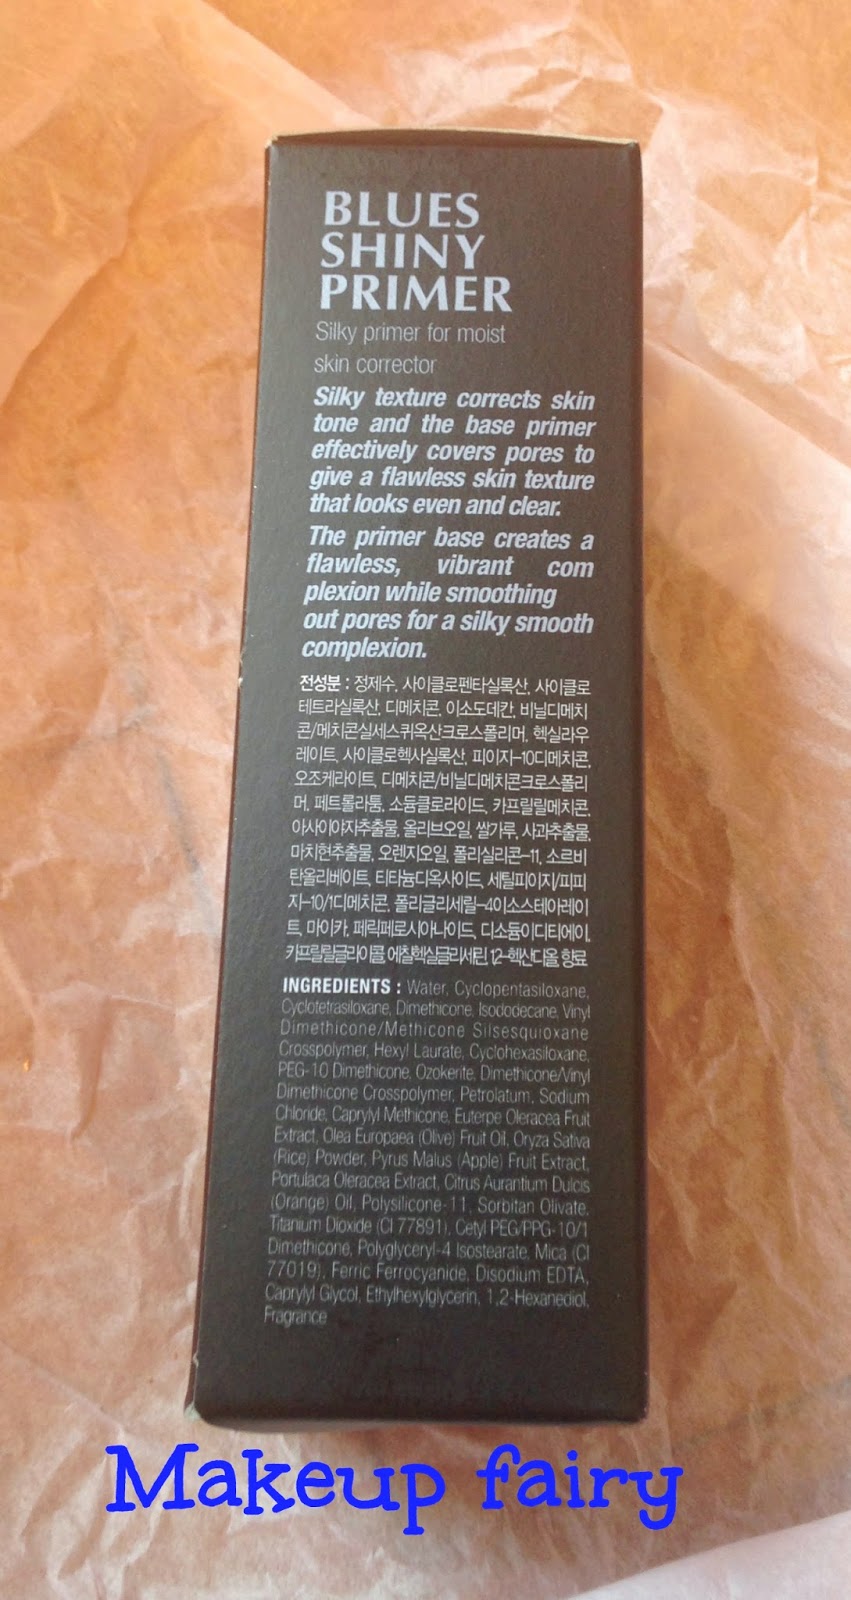 BLUES
SHINY
PRIMER
Silky primer for moist
skin corrector
Silky texture corrects skin
tone and the base primer
effectively covers pores to
give a flawless skin texture
that looks even and clear.
The primer base creates a
flawless, vibrant com
plexion while smoothing
out pores for a silky smooth
complexion.
전성분 : 정제수, 사이클로펜타실록산, 사이클로
테트라실록산, 디메치콘, 이소도데칸, 비닐디메치
콘/메치콘실세스퀴옥산크로스폴리머, 헥실라우
레이트, 사이클로헥사실록산, 피이지-10디메치콘,
오조케라이트, 디메치콘/비닐디메치콘크로스폴리
머, 페트롤라툼, 소듐클로라이드, 카프릴릴메치콘,
아사이야자추출물, 올리브오일, 쌀가루, 사과추출물,
마치현추출물, 오렌지오일, 폴리실리콘-11, 소르비
탄올리베이트, 티타늄디옥사이드, 세틸피이지/피피
지-10/1디메치콘, 폴리글리세릴-4이소스테아레이
트, 마이카, 페릭페로시아나이드, 디소듐이디티에이,
카프릴릴글라이콜, 에칠헥실글리세린, 1,2-헥산디올, 향료
INGREDIENTS : Water, Cyclopentasiloxane,
Cyclotetrasiloxane, Dimethicone, Isododecane, Vinyl
Dimethicone/Methicone Silsesquioxane
Crosspolymer, Hexyl Laurate, Cyclohexasiloxane,
PEG-10 Dimethicone, Ozokerite, Dimethicone/Vinyl
Dimethicone Crosspolymer, Petrolatum, Sodium
Chloride, Caprylyl Methicone, Euterpe Oleracea Fruit
Extract, Olea Europaea (Olive) Fruit Oil, Oryza Sativa
(Rice) Powder, Pyrus Malus (Apple) Fruit Extract,
Portulaca Oleracea Extract, Citrus Aurantium Dulcis
(Orange) Oil, Polysilicone-11, Sorbitan Olivate,
Titanium Dioxide (CI 77891), Cetyl PEG/PPG-10/1
Dimethicone, Polyglyceryl-4 Isostearate, Mica (CI
77019), Ferric Ferrocyanide, Disodium EDTA,
Caprylyl Glycol, Ethylhexylglycerin, 1,2-Hexanediol,
Fragrance
Makeup fairy